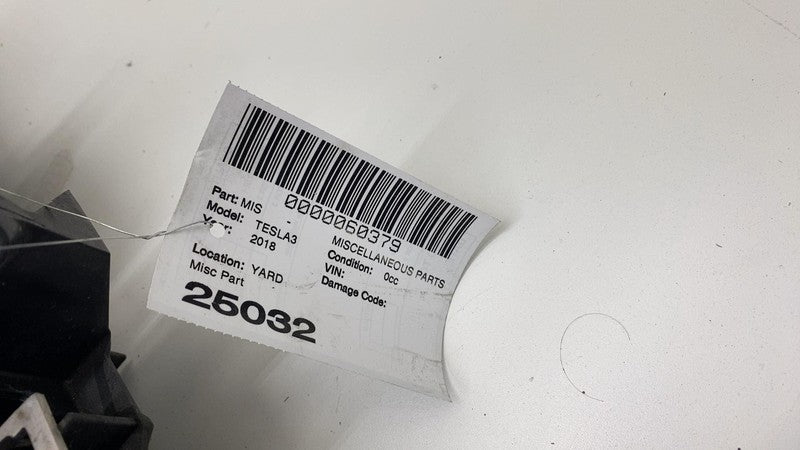 0000060379
Part: MIS - MISCELLANEOUS PARTS
Model: TESLA3 Condition: 0cc
Year: 2018 VIN:
Damage Code:
Location: YARD
Misc Part
25032